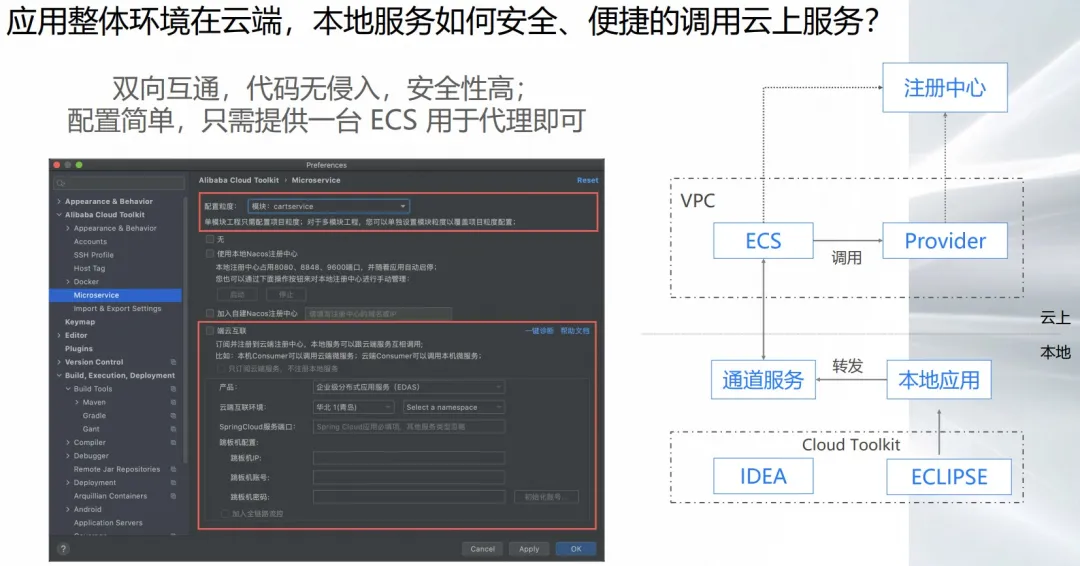 应用整体环境在云端，本地服务如何安全、便捷的调用云上服务？
双向互通，代码无侵入，安全性高；
配置简单，只需提供一台 ECS 用于代理即可
Preferences
Appearance & Behavior
Alibaba Cloud Toolkit
Appearance & Behavior
Accounts
SSH Profile
Host Tag
Docker
Microservice
Import & Export Settings
Keymap
Editor
Plugins
Version Control
Build, Execution, Deployment
Build Tools
Maven
Gradle
Gant
Compiler
Debugger
Remote Jar Repositories
Deployment
Arquillian Containers
Android
Application Servers
Alibaba Cloud Toolkit › Microservice
Reset
配置粒度： 模块：cartservice
单模块工程只需配置项目粒度；对于多模块工程，您可以单独设置模块粒度以覆盖项目粒度配置；
无
使用本地Nacos注册中心
本地注册中心占用8080、8848、9600端口，并随着应用自动启停；
您也可以通过下面操作按钮来对本地注册中心进行手动管理：
启动 停止
加入自建Nacos注册中心
端云互联 一键诊断 帮助文档
订阅并注册到云端注册中心、本地服务可以跟云端服务互相调用；
比如：本机Consumer可以调用云端微服务；云端Consumer可以调用本机微服务；
只订阅云端服务，不注册本地服务
产品： 企业级分布式应用服务（EDAS）
云端互联环境： 华北 1(青岛) Select a namespace
SpringCloud服务端口： Spring Cloud应用必填项，其他服务类型忽略
跳板机配置：
跳板机IP：
跳板机账号：
跳板机密码： 初始化账号...
加入全链路流控
?
Cancel Apply OK
注册中心
VPC
ECS
调用
Provider
云上
本地
通道服务
转发
本地应用
Cloud Toolkit
IDEA
ECLIPSE